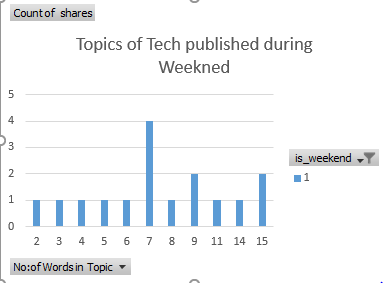 Count of shares
Topics of Tech published during
Weekned
5
4
3
2
1
0
2 3 4 5 6 7 8 9 11 14 15
is_weekend
1
No:of Words in Topic